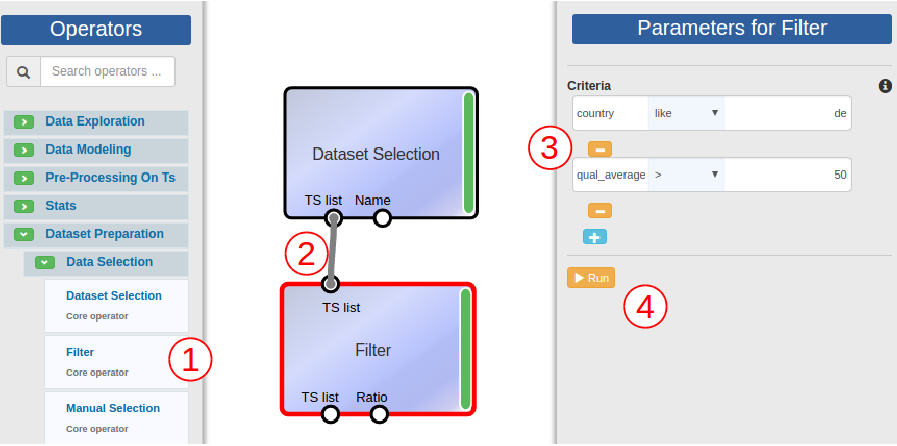 Operators
Search operators ...
Data Exploration
Data Modeling
Pre-Processing On Ts
Stats
Dataset Preparation
Data Selection
Dataset Selection
Core operator
Filter
Core operator
1
Manual Selection
Core operator
Dataset Selection
TS list Name
2
TS list
Filter
TS list Ratio
Parameters for Filter
Criteria
country like de
3
qual_average > 50
Run
4